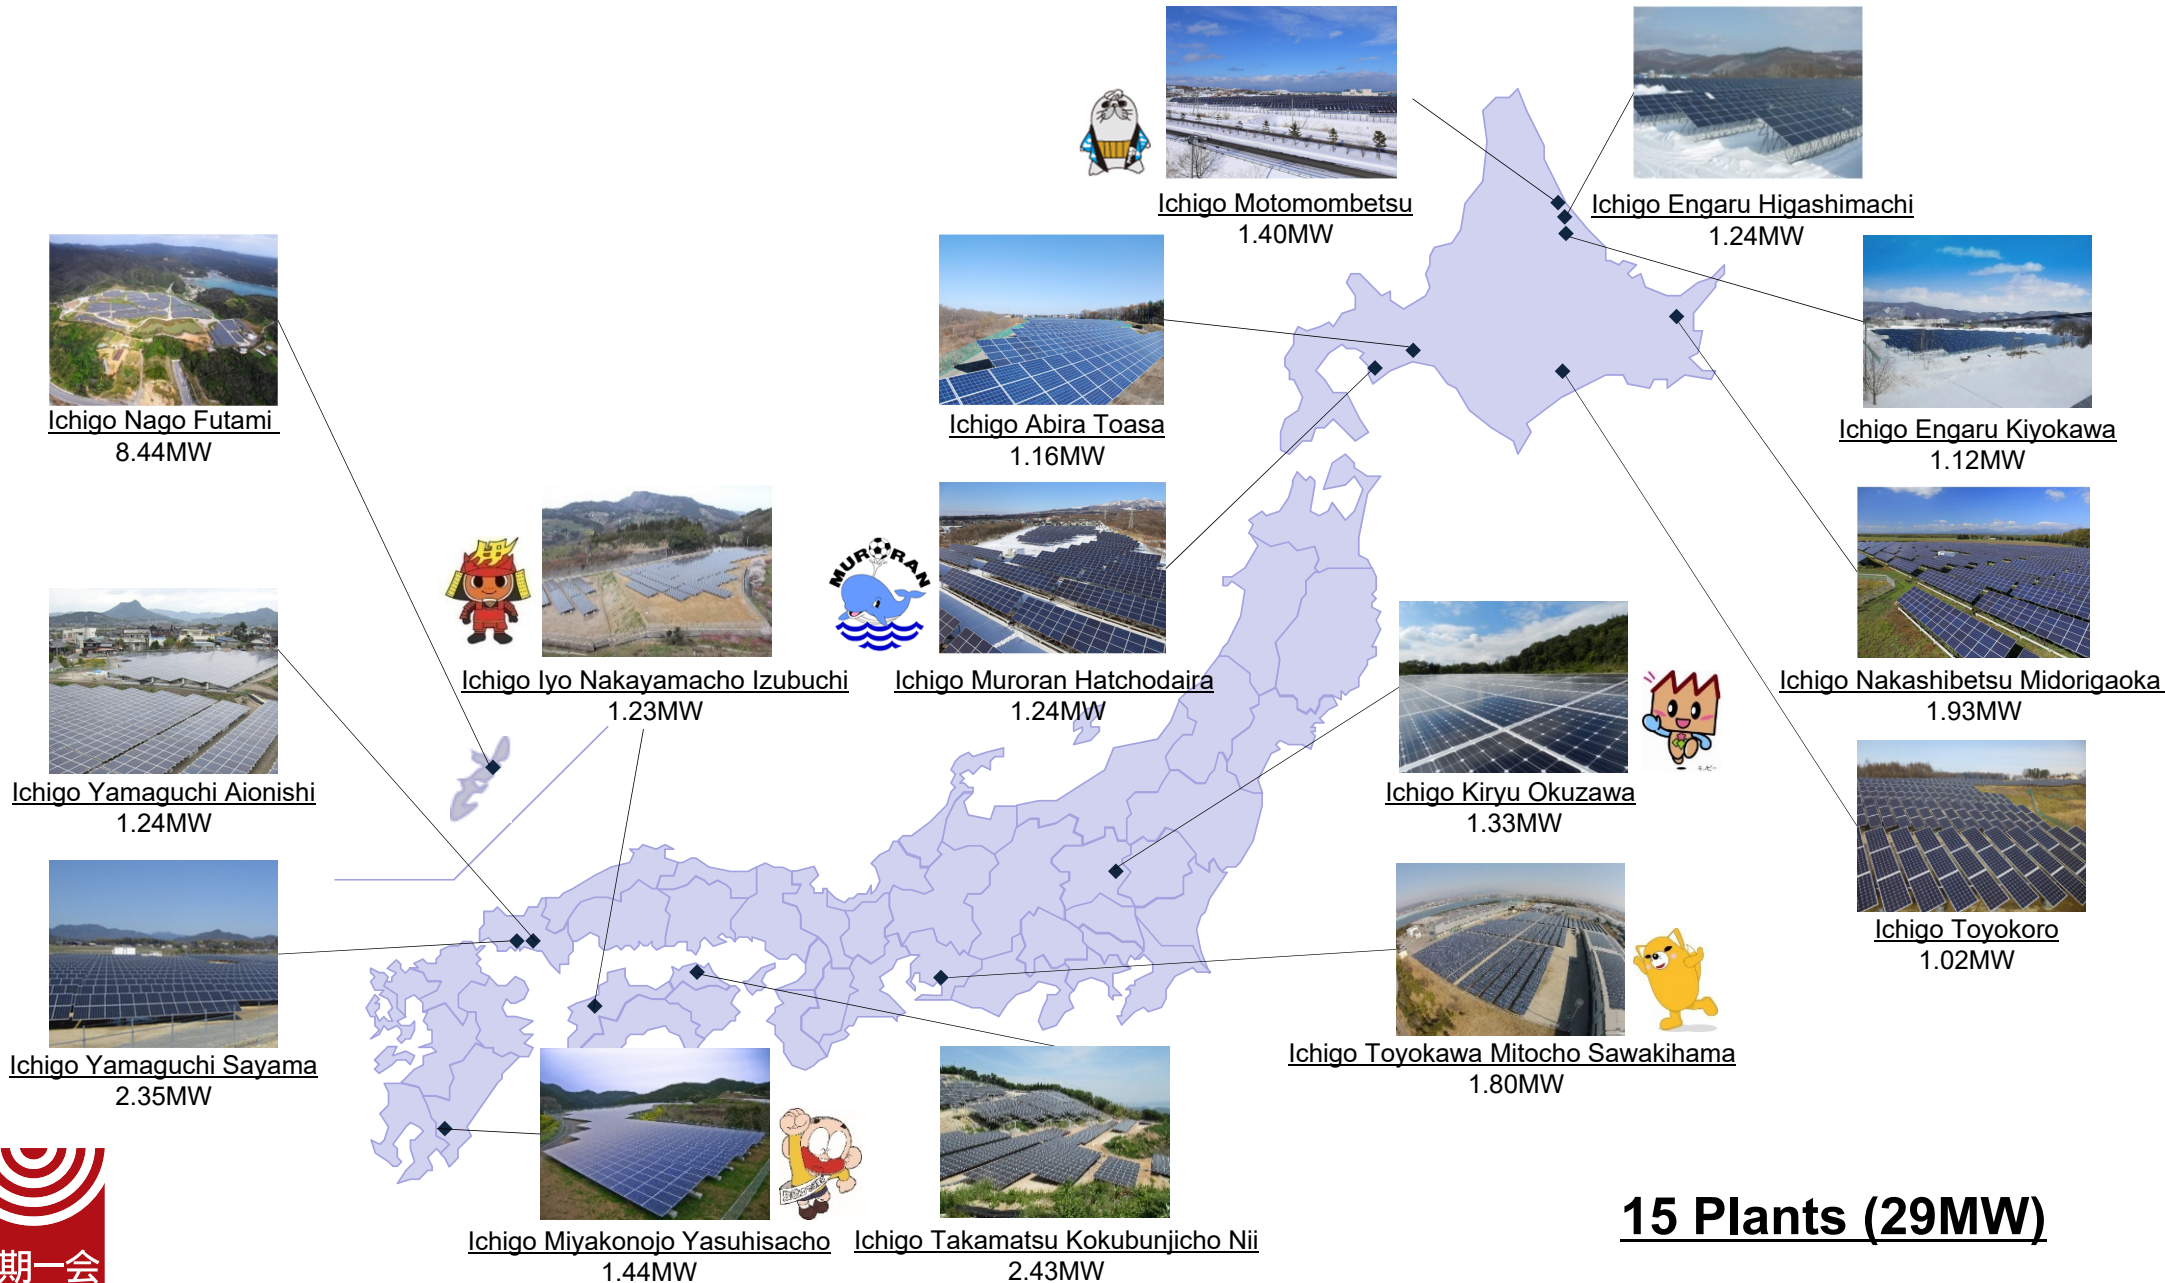 Ichigo Motomombetsu
1.40MW
Ichigo Engaru Higashimachi
1.24MW
Ichigo Nago Futami
8.44MW
Ichigo Abira Toasa
1.16MW
Ichigo Engaru Kiyokawa
1.12MW
MURORAN
Ichigo Iyo Nakayamacho Izubuchi
1.23MW
Ichigo Muroran Hatchodaira
1.24MW
Ichigo Nakashibetsu Midorigaoka
1.93MW
Ichigo Yamaguchi Aionishi
1.24MW
Ichigo Kiryu Okuzawa
1.33MW
Ichigo Toyokoro
1.02MW
Ichigo Yamaguchi Sayama
2.35MW
Ichigo Toyokawa Mitocho Sawakihama
1.80MW
Ichigo Miyakonojo Yasuhisacho
1.44MW
Ichigo Takamatsu Kokubunjicho Nii
2.43MW
15 Plants (29MW)
期一会